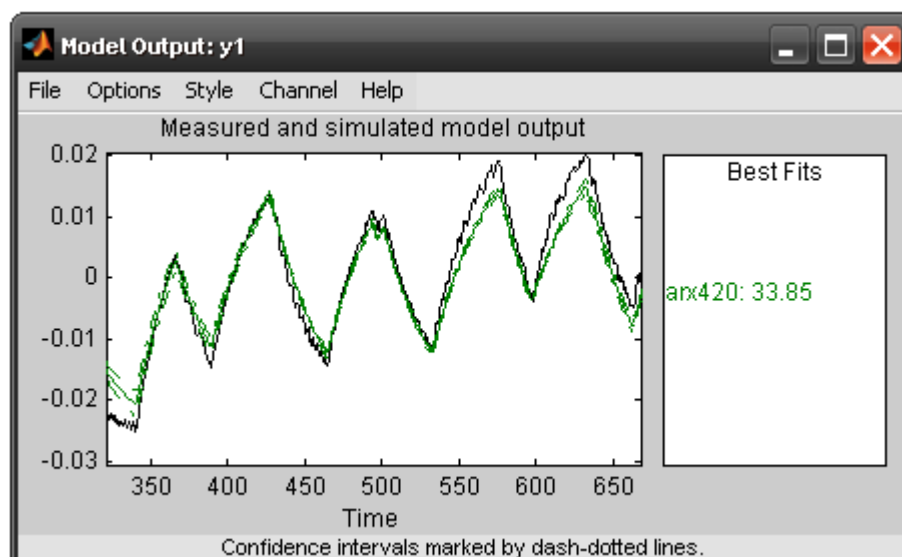 Model Output: y1
File Options Style Channel Help
Measured and simulated model output
0.02
0.01
0
-0.01
-0.02
-0.03
350 400 450 500 550 600 650
Time
Best Fits
arx420: 33.85
Confidence intervals marked by dash-dotted lines.